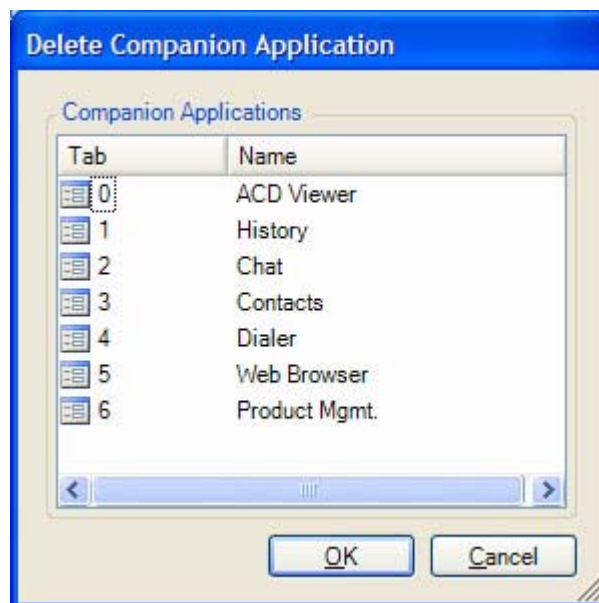 Delete Companion Application
Companion Applications
Tab Name
0 ACD Viewer
1 History
2 Chat
3 Contacts
4 Dialer
5 Web Browser
6 Product Mgmt.
OK Cancel